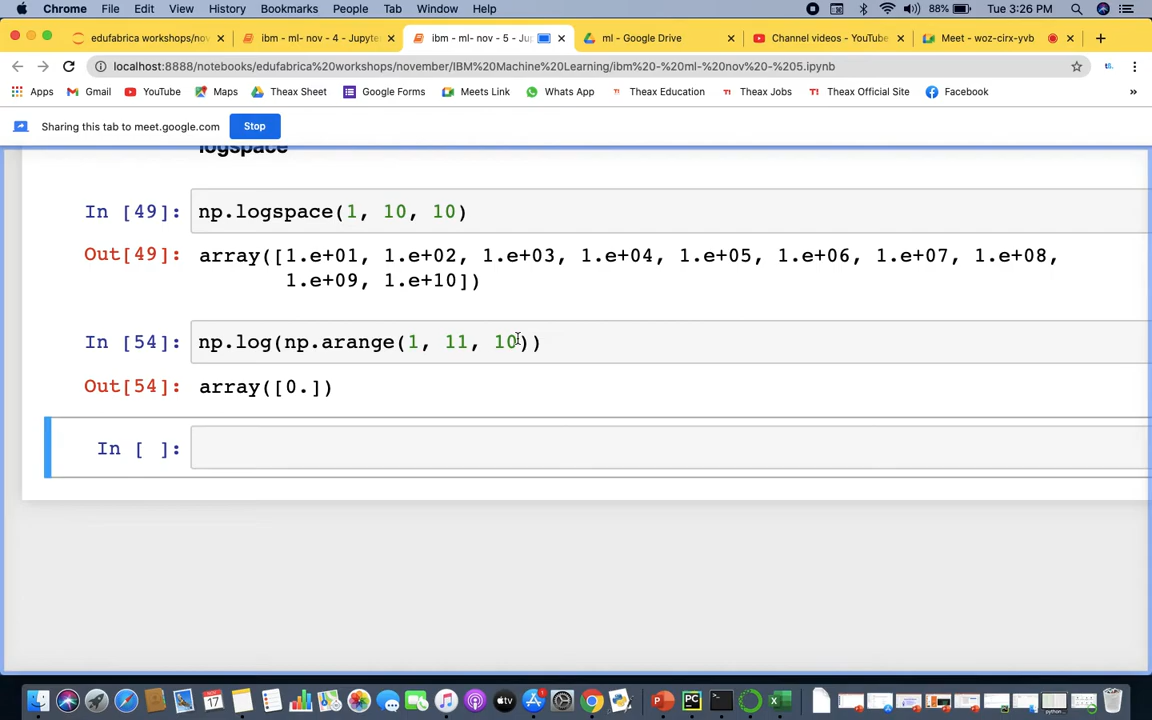 Chrome File Edit View History Bookmarks People Tab Window Help 88% Tue 3:26 PM
edufabrica workshops/nov ibm - ml- nov - 4 - Jupyte ibm - ml- nov - 5 - Ju ml - Google Drive Channel videos - YouTube Meet - woz-cirx-yvb
localhost:8888/notebooks/edufabrica%20workshops/november/IBM%20Machine%20Learning/ibm%20-%20ml-%20nov%20-%205.ipynb
Apps Gmail YouTube Maps Theax Sheet Google Forms Meets Link Whats App Theax Education Theax Jobs Theax Official Site Facebook »
Sharing this tab to meet.google.com Stop
logspace
In [49]: np.logspace(1, 10, 10)
Out[49]: array([1.e+01, 1.e+02, 1.e+03, 1.e+04, 1.e+05, 1.e+06, 1.e+07, 1.e+08,
1.e+09, 1.e+10])
In [54]: np.log(np.arange(1, 11, 10))
Out[54]: array([0.])
In [ ]: